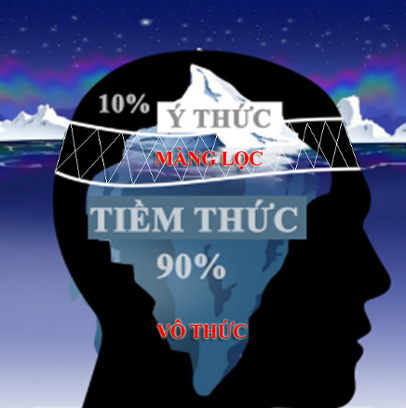 10%
Ý THỨC
MÀNG LỌC
TIỀM THỨC
90%
VÔ THỨC